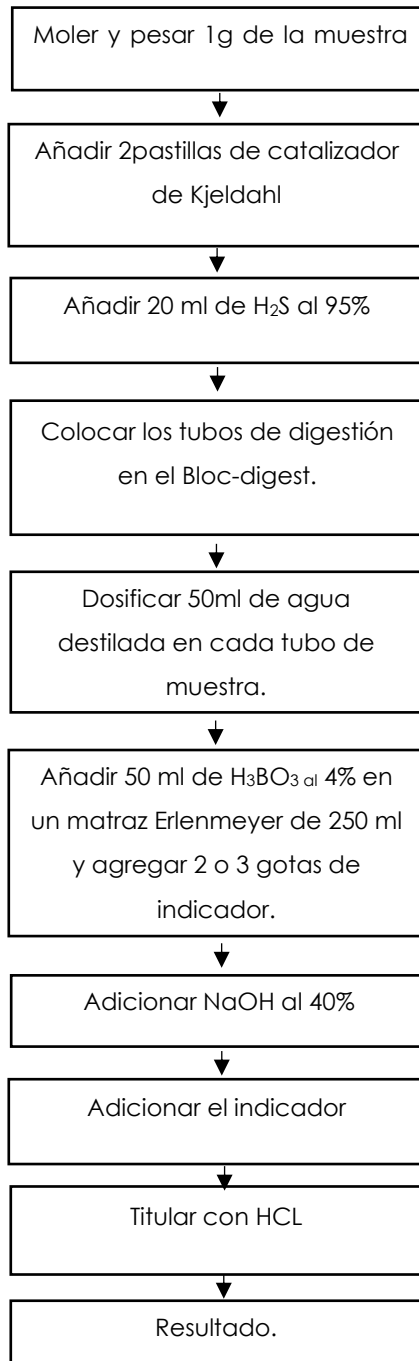 Moler y pesar 1g de la muestra
Añadir 2pastillas de catalizador
de Kjeldahl
Añadir 20 ml de H₂S al 95%
Colocar los tubos de digestión
en el Bloc-digest.
Dosificar 50ml de agua
destilada en cada tubo de
muestra.
Añadir 50 ml de H₃BO₃ al 4% en
un matraz Erlenmeyer de 250 ml
y agregar 2 o 3 gotas de
indicador.
Adicionar NaOH al 40%
Adicionar el indicador
Titular con HCL
Resultado.